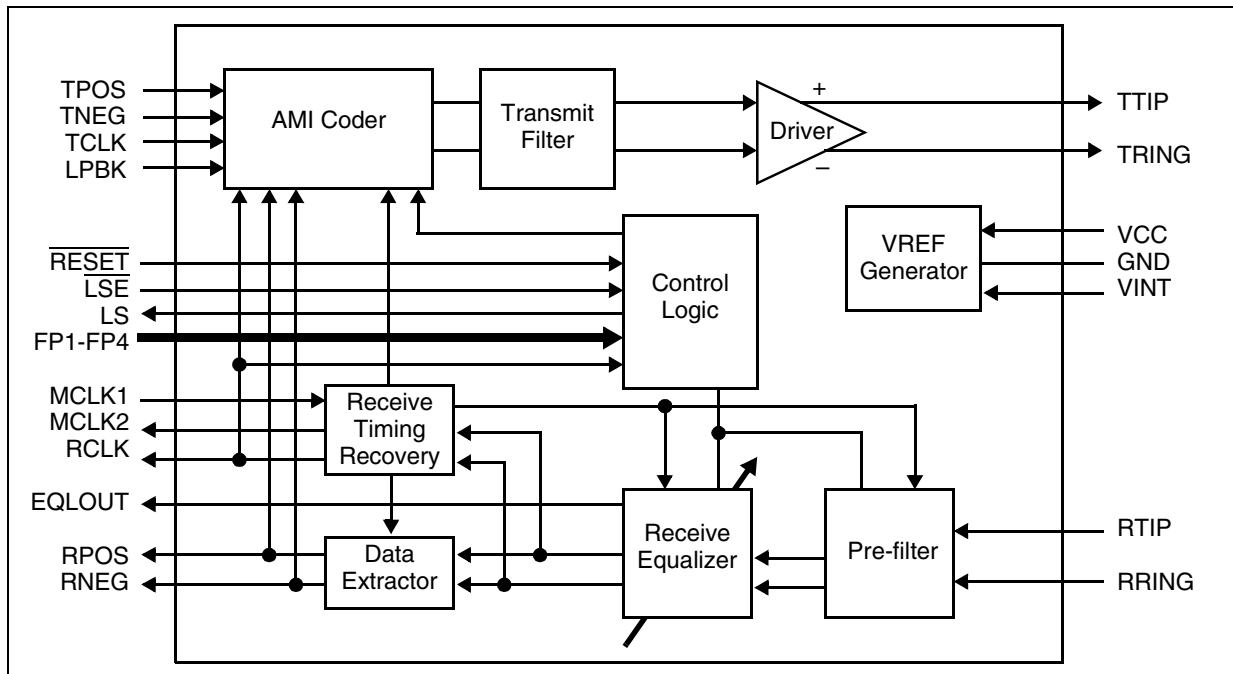 TPOS
TNEG
TCLK
LPBK
AMI Coder
Transmit
Filter
+
Driver
–
TTIP
TRING
RESET
LSE
LS
FP1-FP4
Control
Logic
VREF
Generator
VCC
GND
VINT
MCLK1
MCLK2
RCLK
Receive
Timing
Recovery
EQLOUT
RPOS
RNEG
Data
Extractor
Receive
Equalizer
Pre-filter
RTIP
RRING